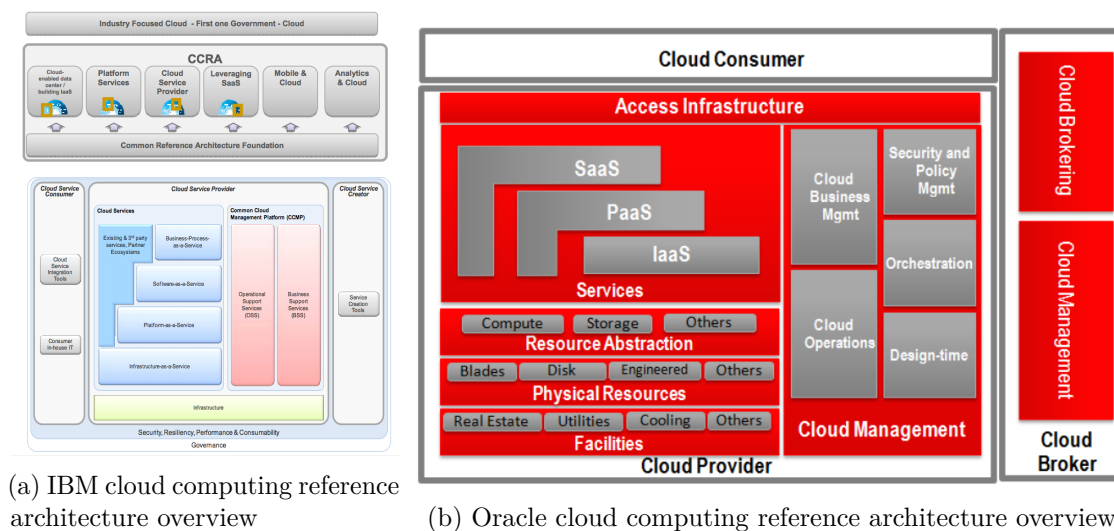 Industry Focused Cloud - First one Government - Cloud
CCRA
Cloud-
enabled data
center /
building IaaS
Platform
Services
Cloud
Service
Provider
Leveraging
SaaS
Mobile &
Cloud
Analytics
& Cloud
Common Reference Architecture Foundation
Cloud Service
Consumer
Cloud Service Provider
Cloud Service
Creator
Cloud Services
Common Cloud
Management Platform (CCMP)
Existing & 3rd party
services, Partner
Ecosystems
Business-Process-
as-a-Service
Cloud
Service
Integration
Tools
Software-as-a-Service
Operational
Support
Services
(OSS)
Business
Support
Services
(BSS)
Service
Creation
Tools
Platform-as-a-Service
Consumer
in-house IT
Infrastructure-as-a-Service
Infrastructure
Security, Resiliency, Performance & Consumability
Governance
(a) IBM cloud computing reference
architecture overview
Cloud Consumer
Access Infrastructure
SaaS
PaaS
IaaS
Services
Compute
Storage
Others
Resource Abstraction
Blades
Disk
Engineered
Others
Physical Resources
Real Estate
Utilities
Cooling
Others
Facilities
Cloud
Business
Mgmt
Security and
Policy
Mgmt
Orchestration
Cloud
Operations
Design-time
Cloud Management
Cloud Provider
Cloud Brokering
Cloud Management
Cloud
Broker
(b) Oracle cloud computing reference architecture overview